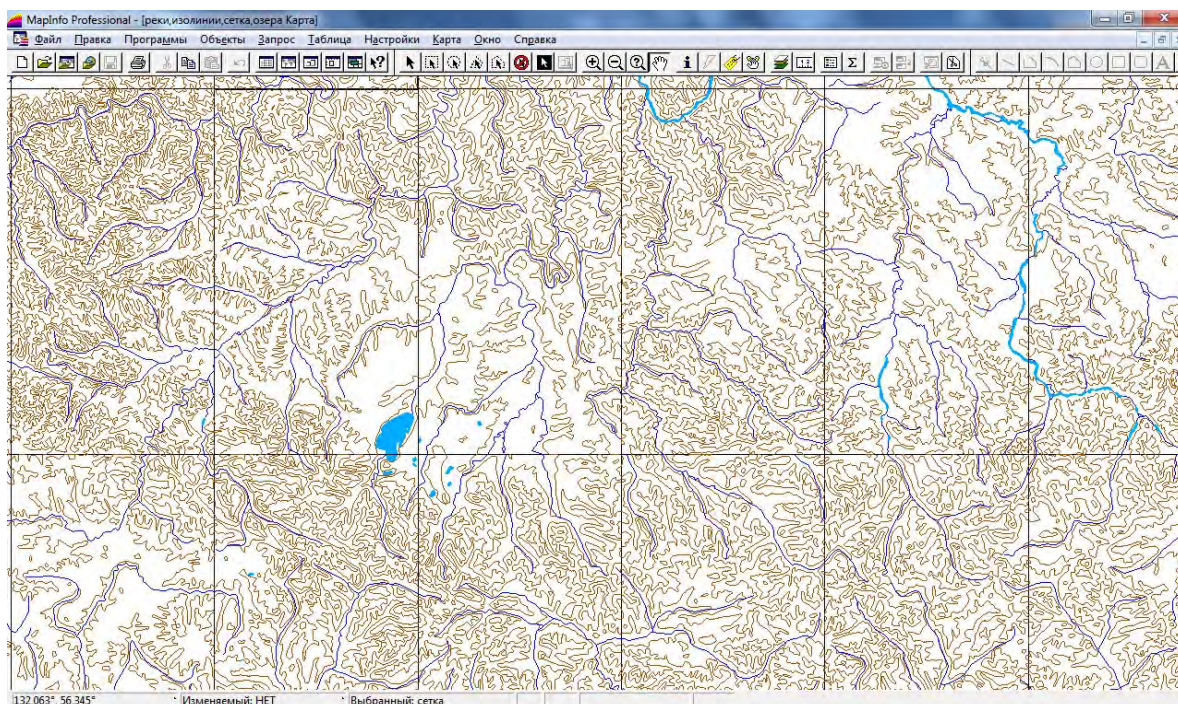 MapInfo Professional - [реки,изолинии,сетка,озера Карта]
Файл Правка Программы Объекты Запрос Таблица Настройки Карта Окно Справка
132.063°, 56.345° Изменяемый: НЕТ Выбранный: сетка